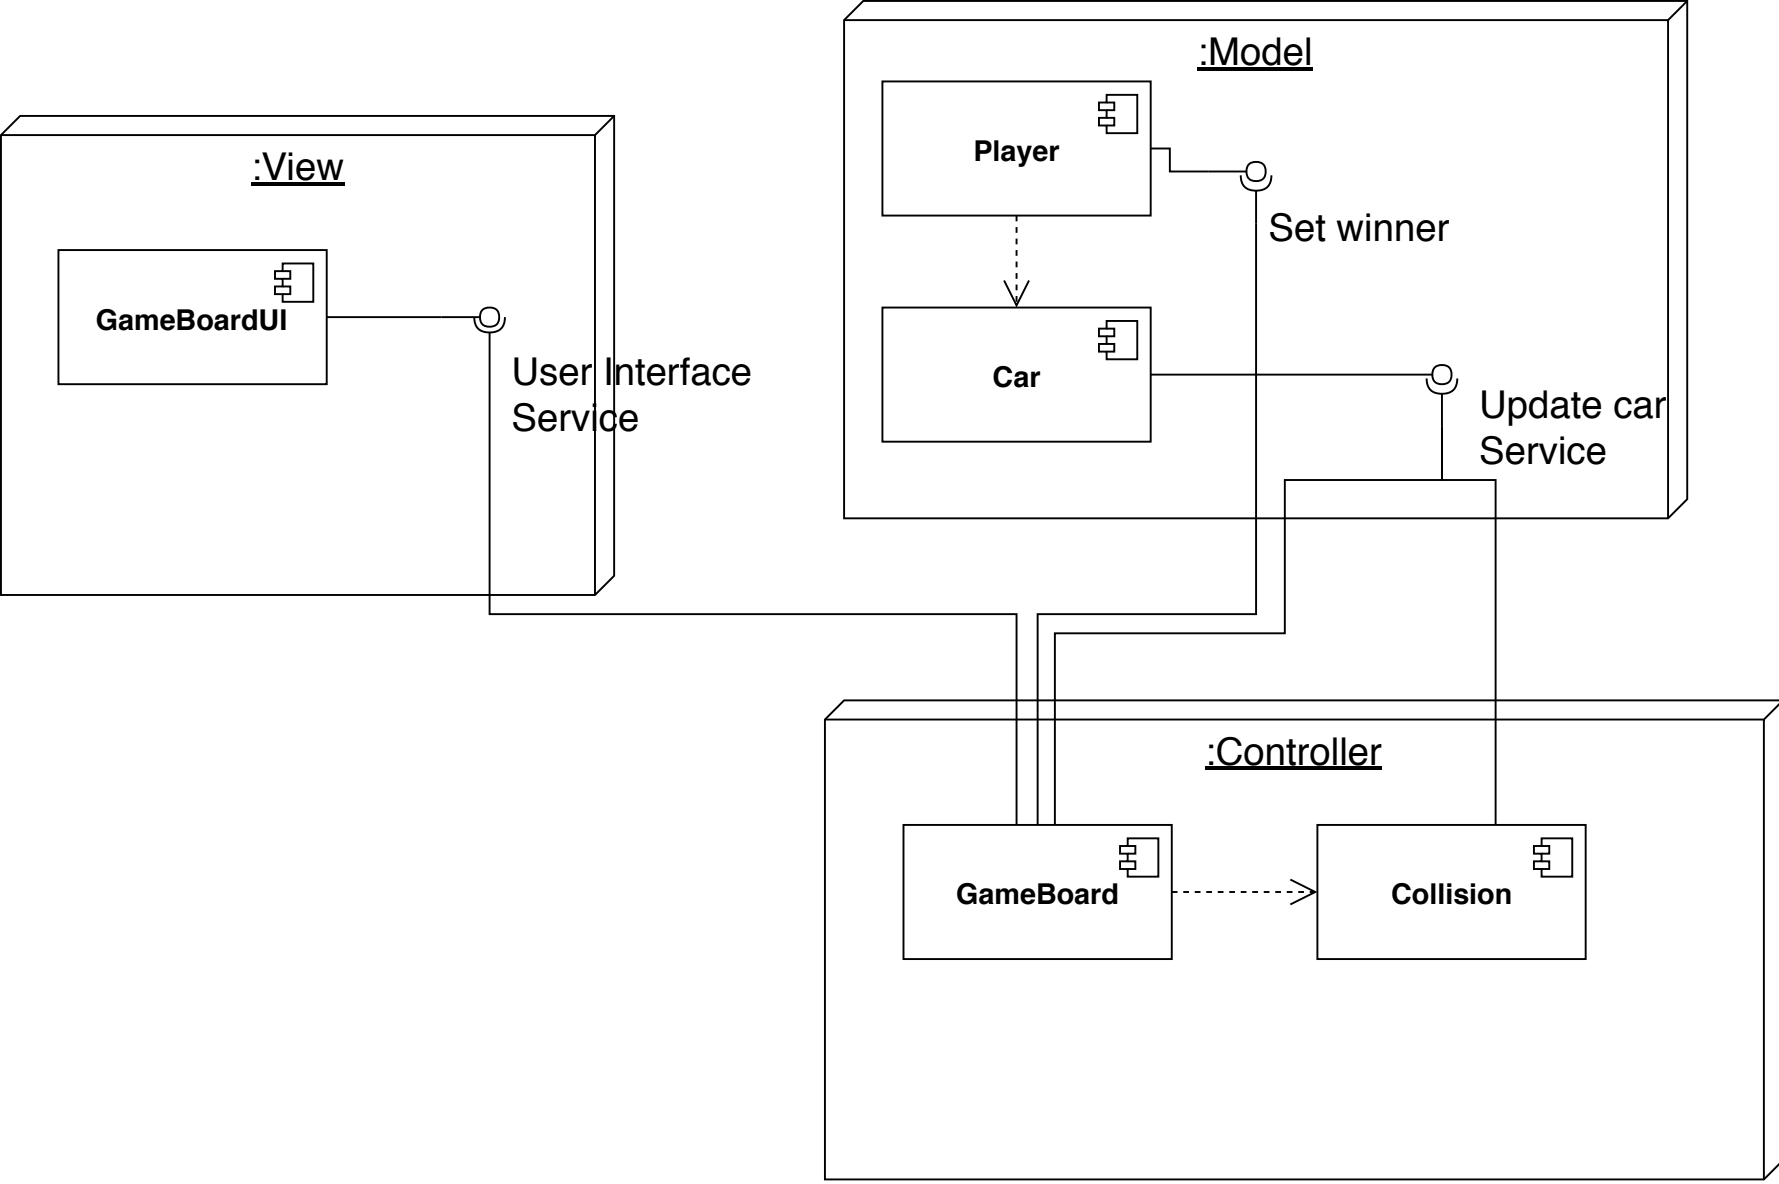 :Model
Player
Set winner
Car
Update car
Service
:View
GameBoardUI
User Interface
Service
:Controller
GameBoard
Collision